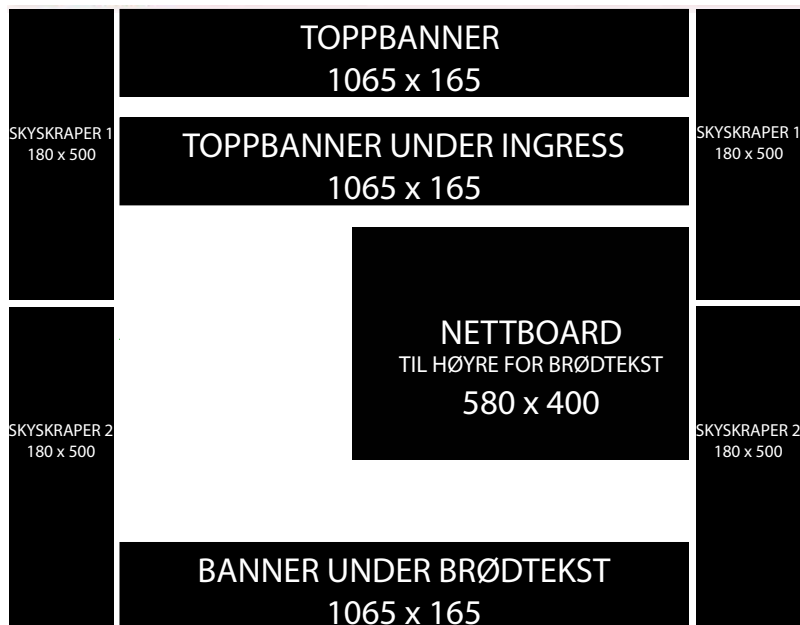 TOPPBANNER
1065 x 165
SKYSKRAPER 1
180 x 500
TOPPBANNER UNDER INGRESS
1065 x 165
SKYSKRAPER 1
180 x 500
NETTBOARD
TIL HØYRE FOR BRØDTEKST
580 x 400
SKYSKRAPER 2
180 x 500
SKYSKRAPER 2
180 x 500
BANNER UNDER BRØDTEKST
1065 x 165